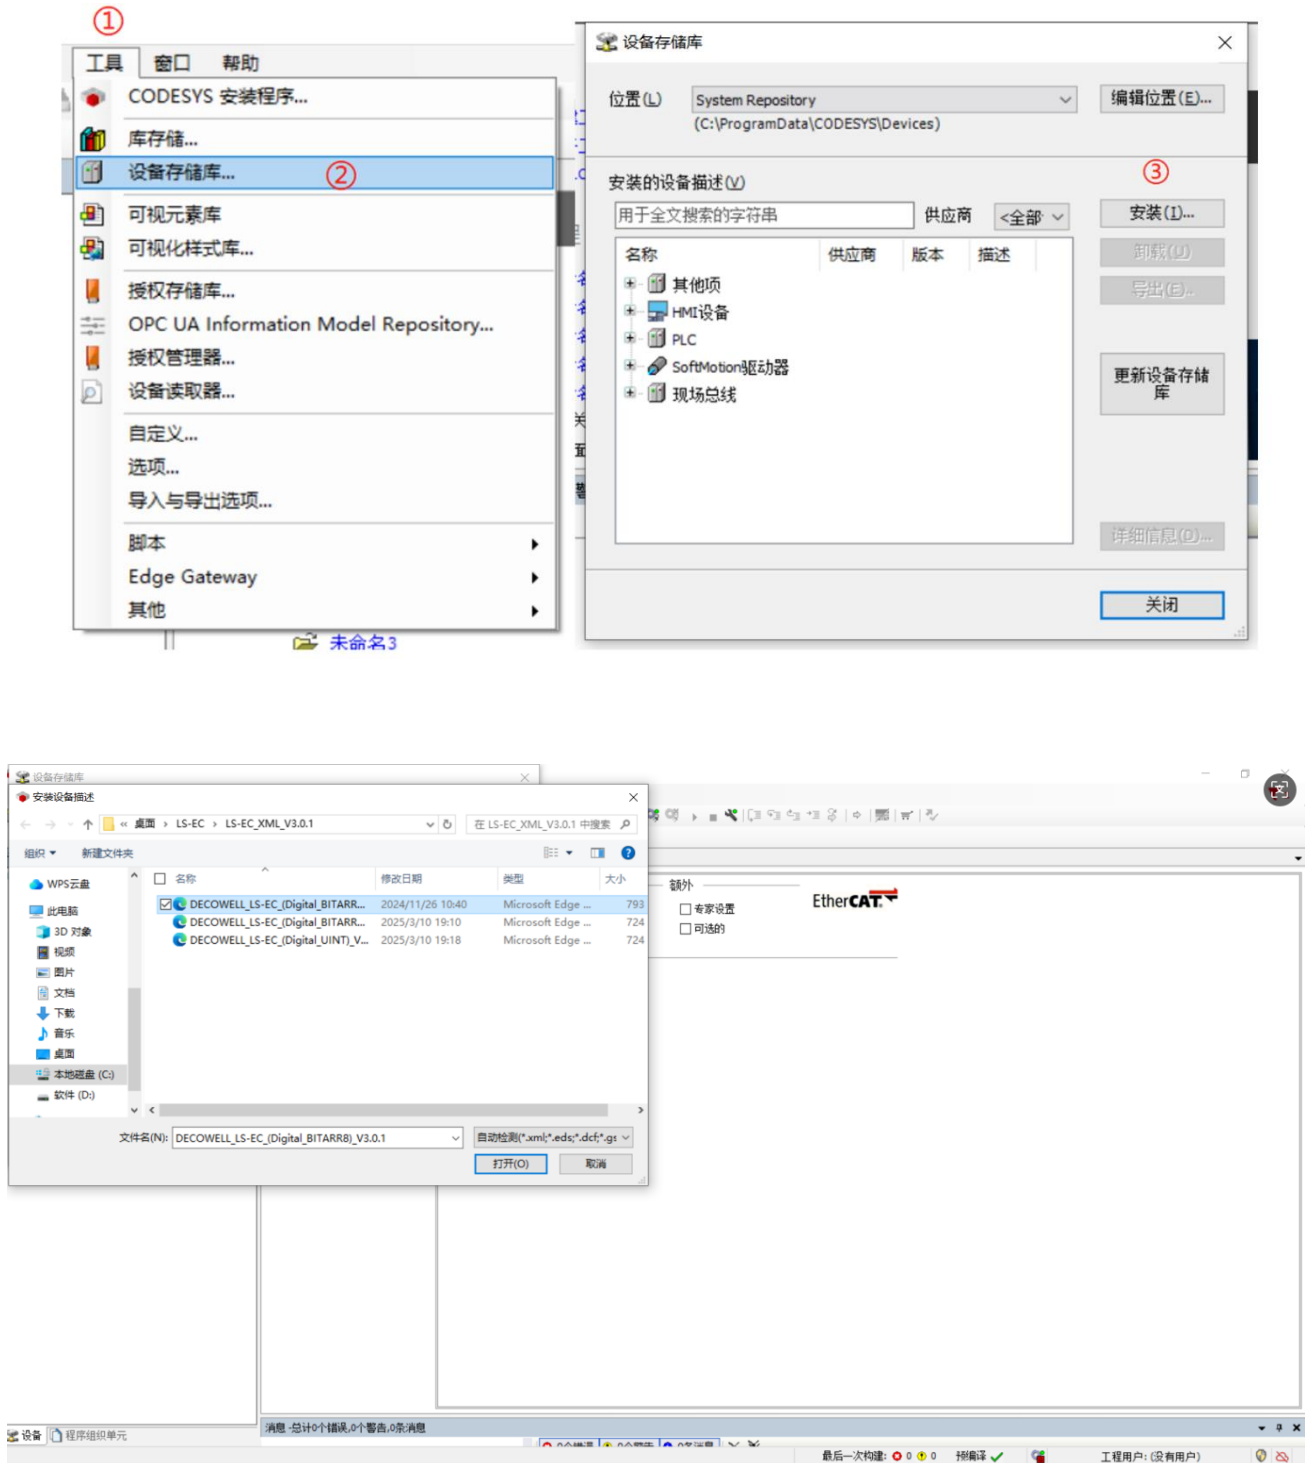 ①
工具 窗口 帮助
CODESYS 安装程序...
库存储...
设备存储库... ②
可视元素库
可视化样式库...
授权存储库...
OPC UA Information Model Repository...
授权管理器...
设备读取器...
自定义...
选项...
导入与导出选项...
脚本
Edge Gateway
其他
未命名3
设备存储库
位置(L) System Repository 编辑位置(E)...
(C:\ProgramData\CODESYS\Devices)
③
安装的设备描述(V)
用于全文搜索的字符串 供应商 <全部 安装(I)...
名称 供应商 版本 描述 卸载(U)
其他项 导出(E)..
HMI设备
PLC
SoftMotion驱动器
现场总线
更新设备存储
库
详细信息(D)...
关闭
设备存储库
安装设备描述
« 桌面 › LS-EC › LS-EC_XML_V3.0.1 在 LS-EC_XML_V3.0.1 中搜索
组织 新建文件夹
名称 修改日期 类型 大小
DECOWELL_LS-EC_(Digital_BITARR... 2024/11/26 10:40 Microsoft Edge ... 793
DECOWELL_LS-EC_(Digital_BITARR... 2025/3/10 19:10 Microsoft Edge ... 724
DECOWELL_LS-EC_(Digital_UINT)_V... 2025/3/10 19:18 Microsoft Edge ... 724
WPS云盘
此电脑
3D 对象
视频
图片
文档
下载
音乐
桌面
本地磁盘 (C:)
软件 (D:)
文件名(N): DECOWELL_LS-EC_(Digital_BITARR8)_V3.0.1 自动检测(*.xml;*.eds;*.dcf;*.gs
打开(O) 取消
额外
专家设置
可选的
EtherCAT.
消息 -总计0个错误,0个警告,0条消息
设备 程序组织单元
0个错误 0个警告 0条消息
最后一次构建: 0 0 预编译 工程用户: (没有用户)